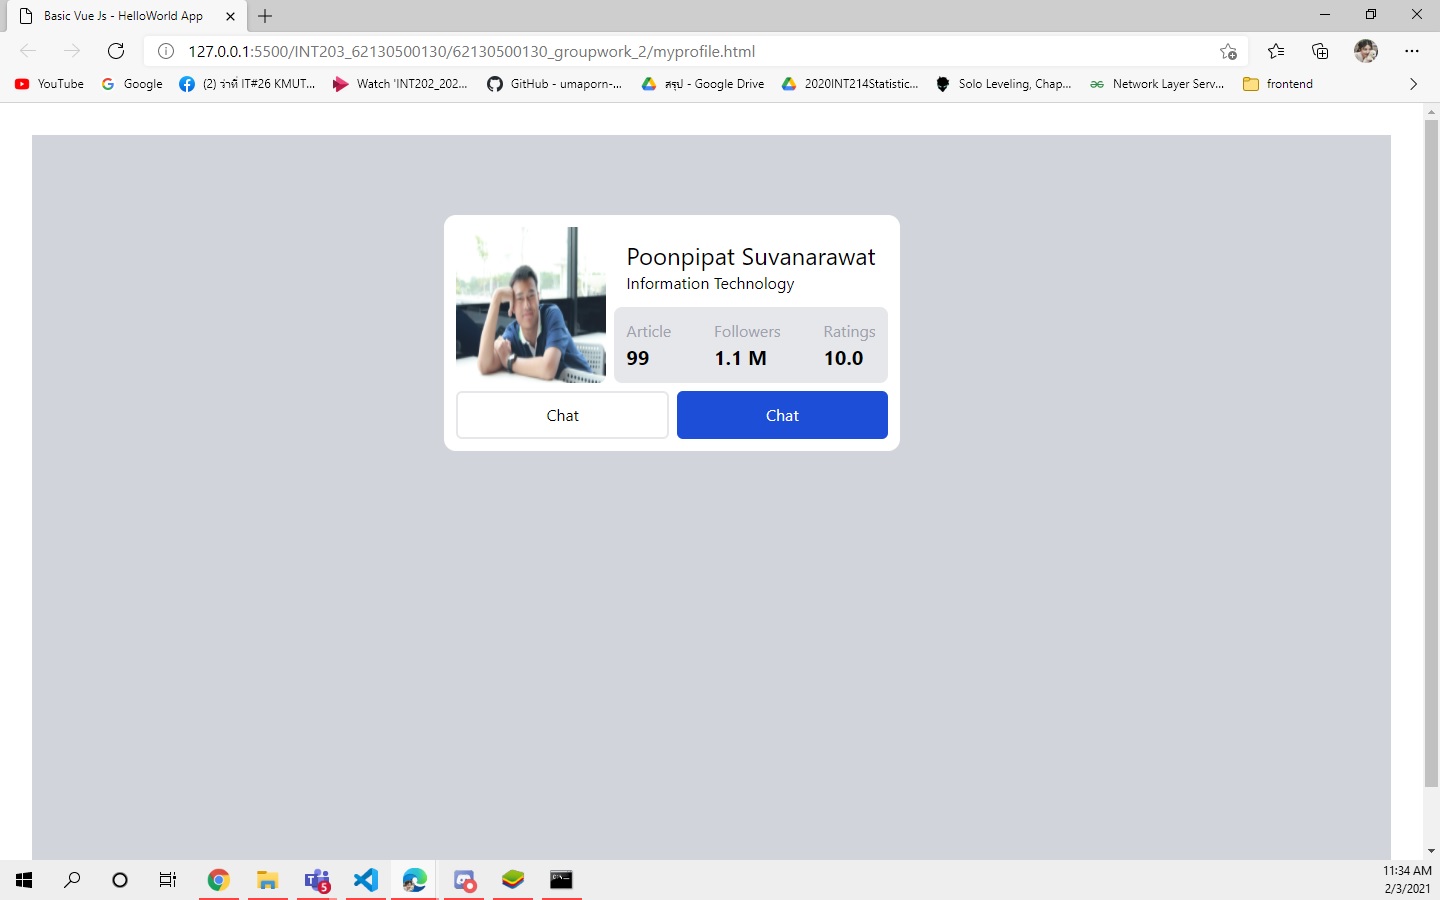 Basic Vue Js - HelloWorld App
127.0.0.1:5500/INT203_62130500130/62130500130_groupwork_2/myprofile.html
YouTube Google (2) ร่าที่ IT#26 KMUT... Watch 'INT202_202... GitHub - umaporn-... สรุป - Google Drive 2020INT214Statistic... Solo Leveling, Chap... Network Layer Serv... frontend
Poonpipat Suvanarawat
Information Technology
Article Followers Ratings
99 1.1 M 10.0
Chat Chat
5
11:34 AM
2/3/2021